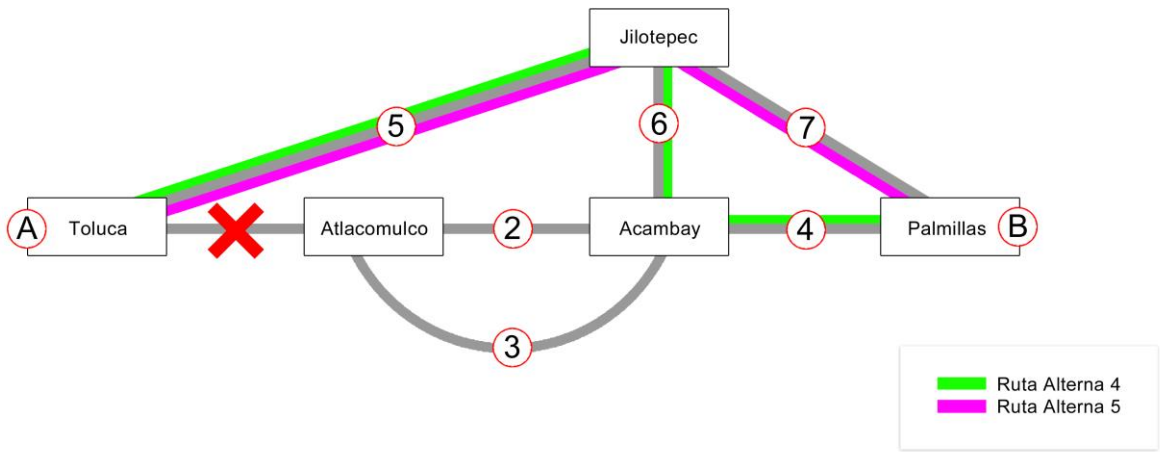 Jilotepec
5
6
7
A
Toluca
Atlacomulco
2
Acambay
4
Palmillas
B
3
Ruta Alterna 4
Ruta Alterna 5